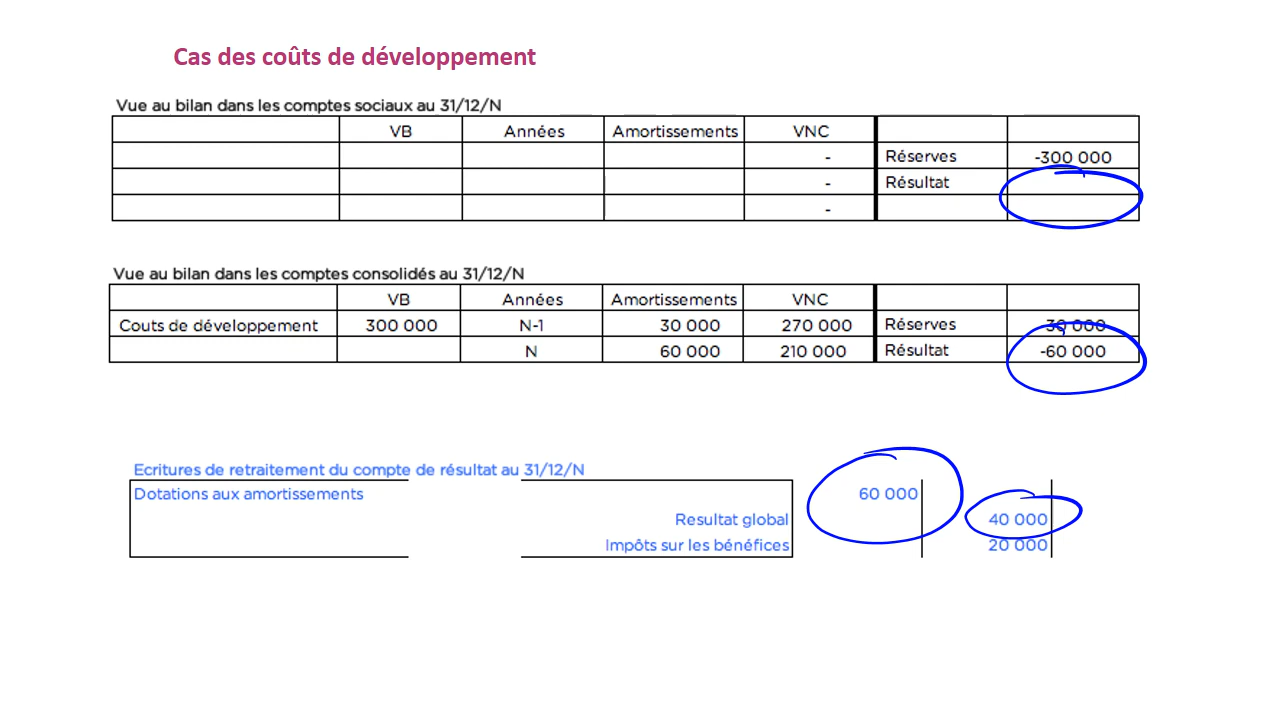 Cas des coûts de développement
Vue au bilan dans les comptes sociaux au 31/12/N
VB Années Amortissements VNC
- Réserves -300 000
- Résultat
-
Vue au bilan dans les comptes consolidés au 31/12/N
VB Années Amortissements VNC
Couts de développement 300 000 N-1 30 000 270 000 Réserves 30 000
N 60 000 210 000 Résultat -60 000
Ecritures de retraitement du compte de résultat au 31/12/N
Dotations aux amortissements 60 000
Resultat global 40 000
Impôts sur les bénéfices 20 000